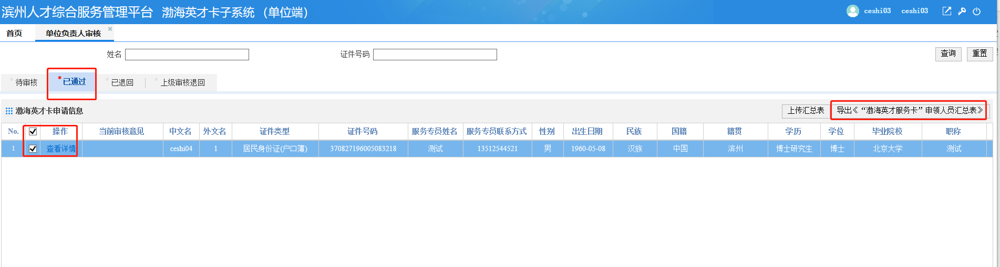 滨州人才综合服务管理平台 渤海英才卡子系统（单位端） ceshi03 ceshi03
首页 单位负责人审核 ×
姓名 证件号码 查询 重置
*待审核 *已通过 *已退回 *上级审核退回
渤海英才卡申请信息 上传汇总表 导出《“渤海英才服务卡”申领人员汇总表》
No. 操作 当前审核意见 中文名 外文名 证件类型 证件号码 服务专员姓名 服务专员联系方式 性别 出生日期 民族 国籍 籍贯 学历 学位 毕业院校 职称
1 查看详情 ceshi04 1 居民身份证(户口簿) 370827196005083218 测试 13512544521 男 1960-05-08 汉族 中国 滨州 博士研究生 博士 北京大学 测试